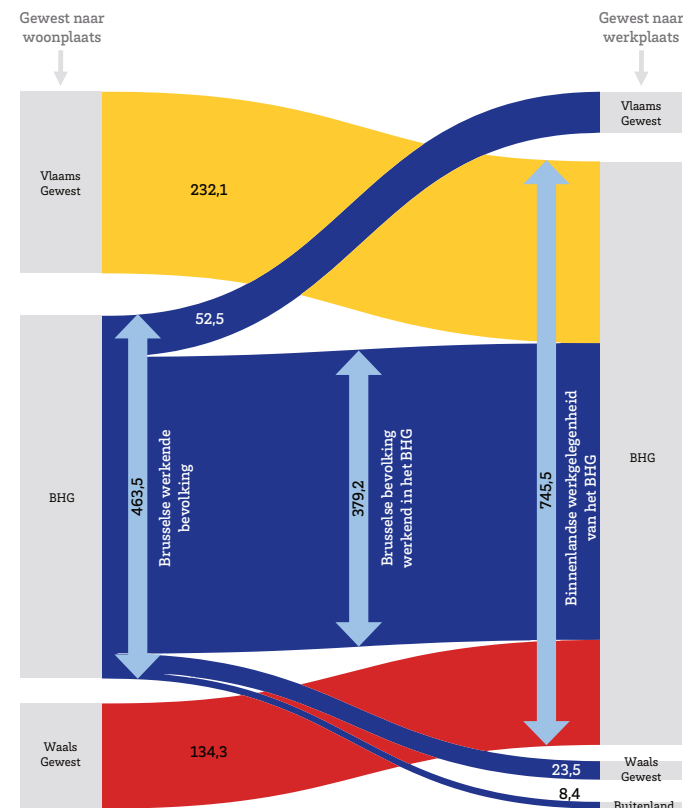 Gewest naar
woonplaats
Gewest naar
werkplaats
Vlaams
Gewest
Vlaams
Gewest
232,1
52,5
BHG
463,5
Brusselse werkende
bevolking
379,2
Brusselse bevolking
werkend in het BHG
745,5
Binnenlandse werkgelegenheid
van het BHG
BHG
Waals
Gewest
134,3
23,5
Waals
Gewest
8,4
Buitenland